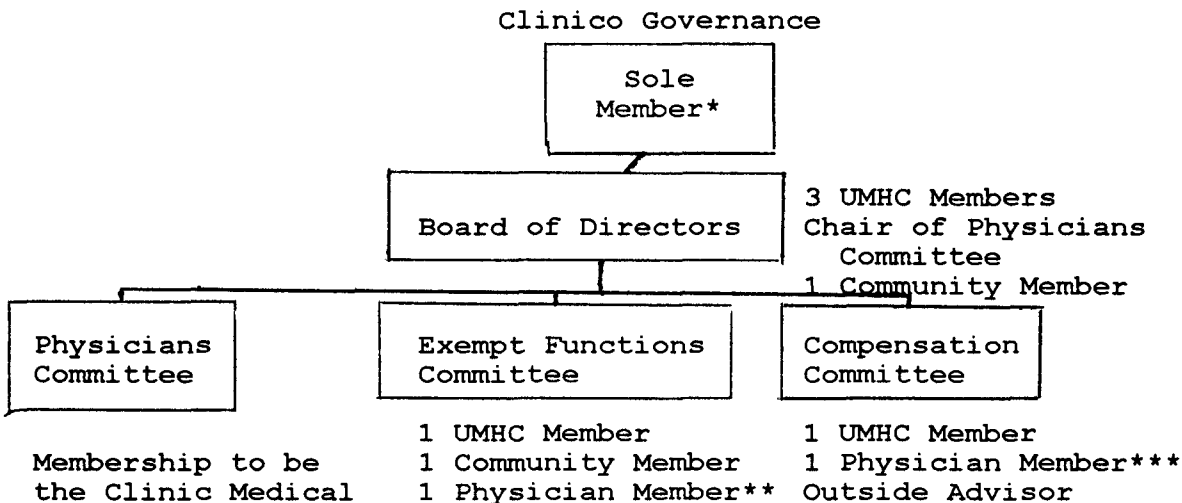 Clinico Governance
Sole
Member*
Board of Directors
3 UMHC Members
Chair of Physicians
Committee
1 Community Member
Physicians
Committee
Exempt Functions
Committee
Compensation
Committee
Membership to be
the Clinic Medical
1 UMHC Member
1 Community Member
1 Physician Member**
1 UMHC Member
1 Physician Member***
Outside Advisor